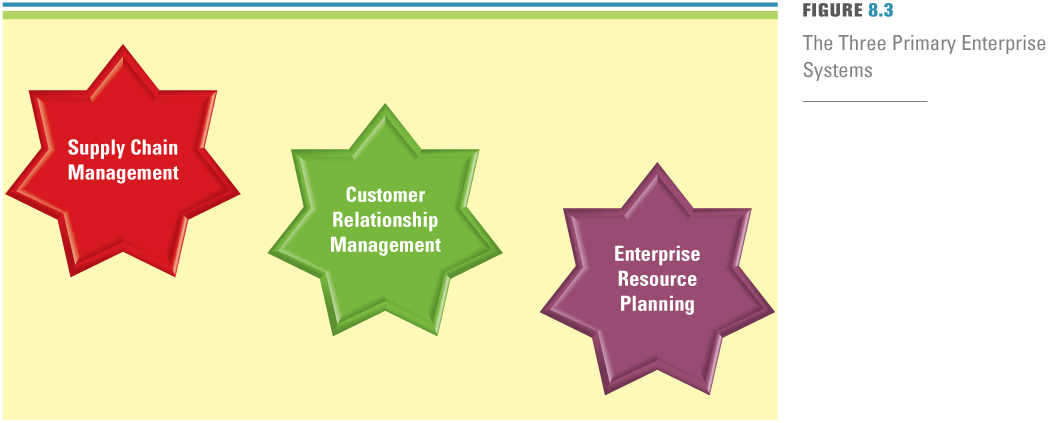 FIGURE 8.3
The Three Primary Enterprise
Systems
Supply Chain
Management
Customer
Relationship
Management
Enterprise
Resource
Planning